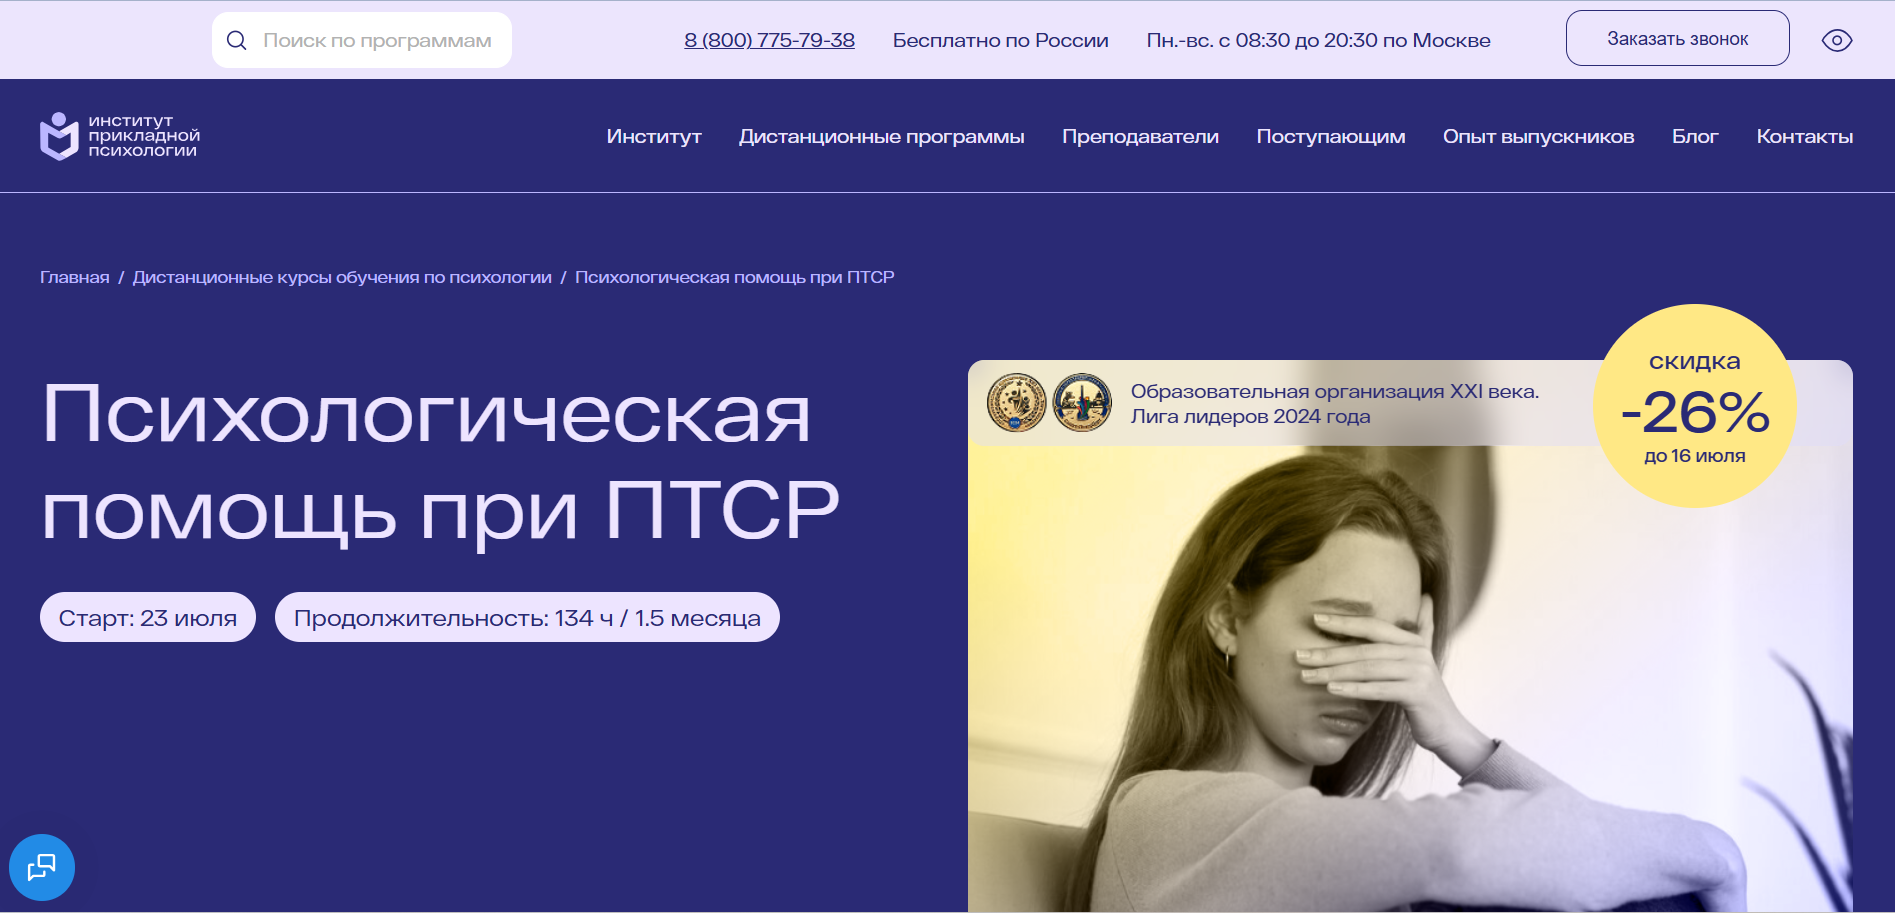 Поиск по программам
8 (800) 775-79-38
Бесплатно по России
Пн.-вс. с 08:30 до 20:30 по Москве
Заказать звонок
институт
прикладной
психологии
Институт
Дистанционные программы
Преподаватели
Поступающим
Опыт выпускников
Блог
Контакты
Главная / Дистанционные курсы обучения по психологии / Психологическая помощь при ПТСР
Психологическая
помощь при ПТСР
Старт: 23 июля
Продолжительность: 134 ч / 1.5 месяца
Образовательная организация XXI века.
Лига лидеров 2024 года
скидка
-26%
до 16 июля